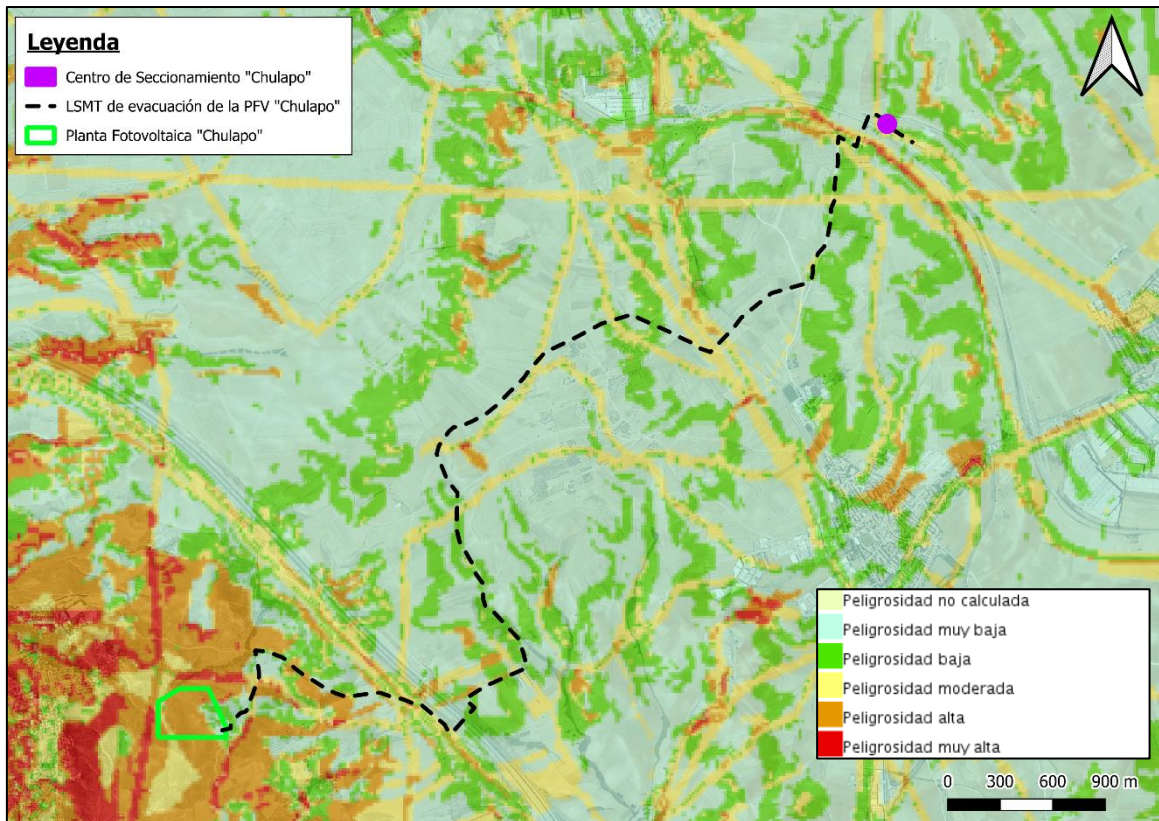 Leyenda
Centro de Seccionamiento "Chulapo"
LSMT de evacuación de la PFV "Chulapo"
Planta Fotovoltaica "Chulapo"
Peligrosidad no calculada
Peligrosidad muy baja
Peligrosidad baja
Peligrosidad moderada
Peligrosidad alta
Peligrosidad muy alta
0 300 600 900 m